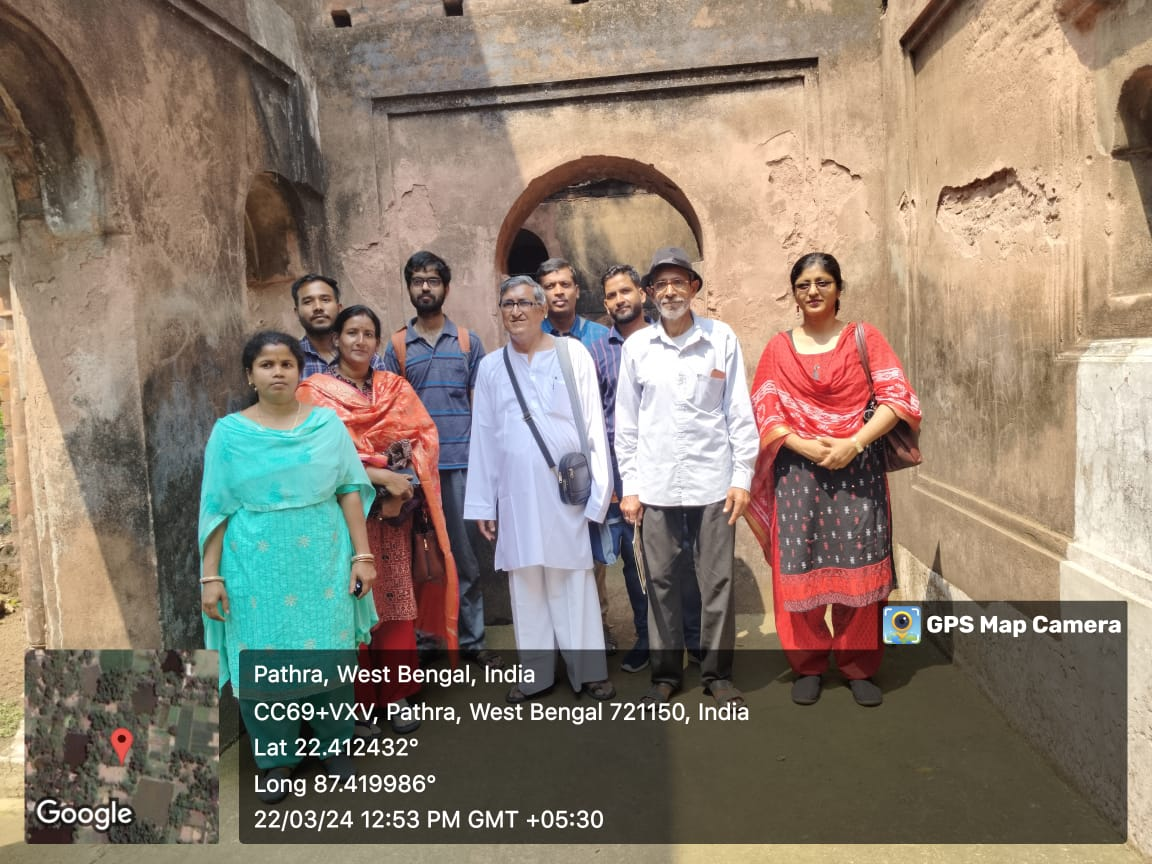 GPS Map Camera
Pathra, West Bengal, India
CC69+VXV, Pathra, West Bengal 721150, India
Lat 22.412432°
Long 87.419986°
22/03/24 12:53 PM GMT +05:30
Google